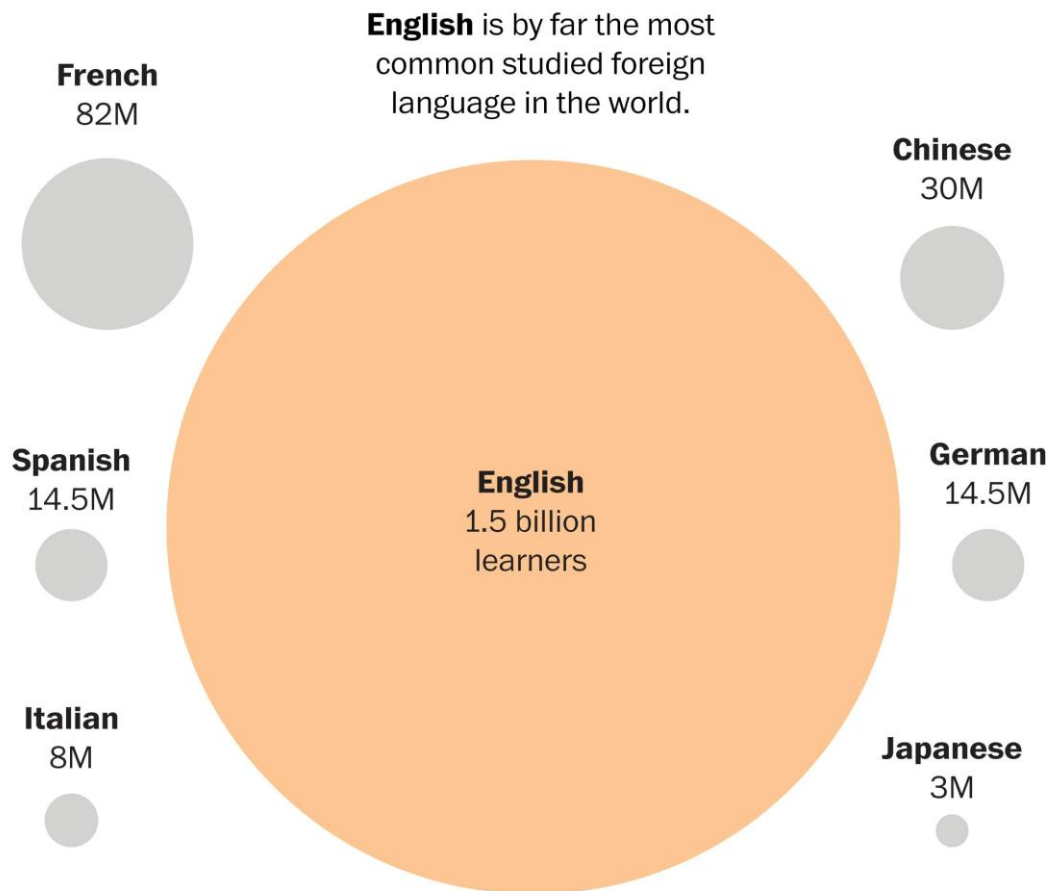 English is by far the most
common studied foreign
language in the world.
French
82M
Chinese
30M
Spanish
14.5M
English
1.5 billion
learners
German
14.5M
Italian
8M
Japanese
3M